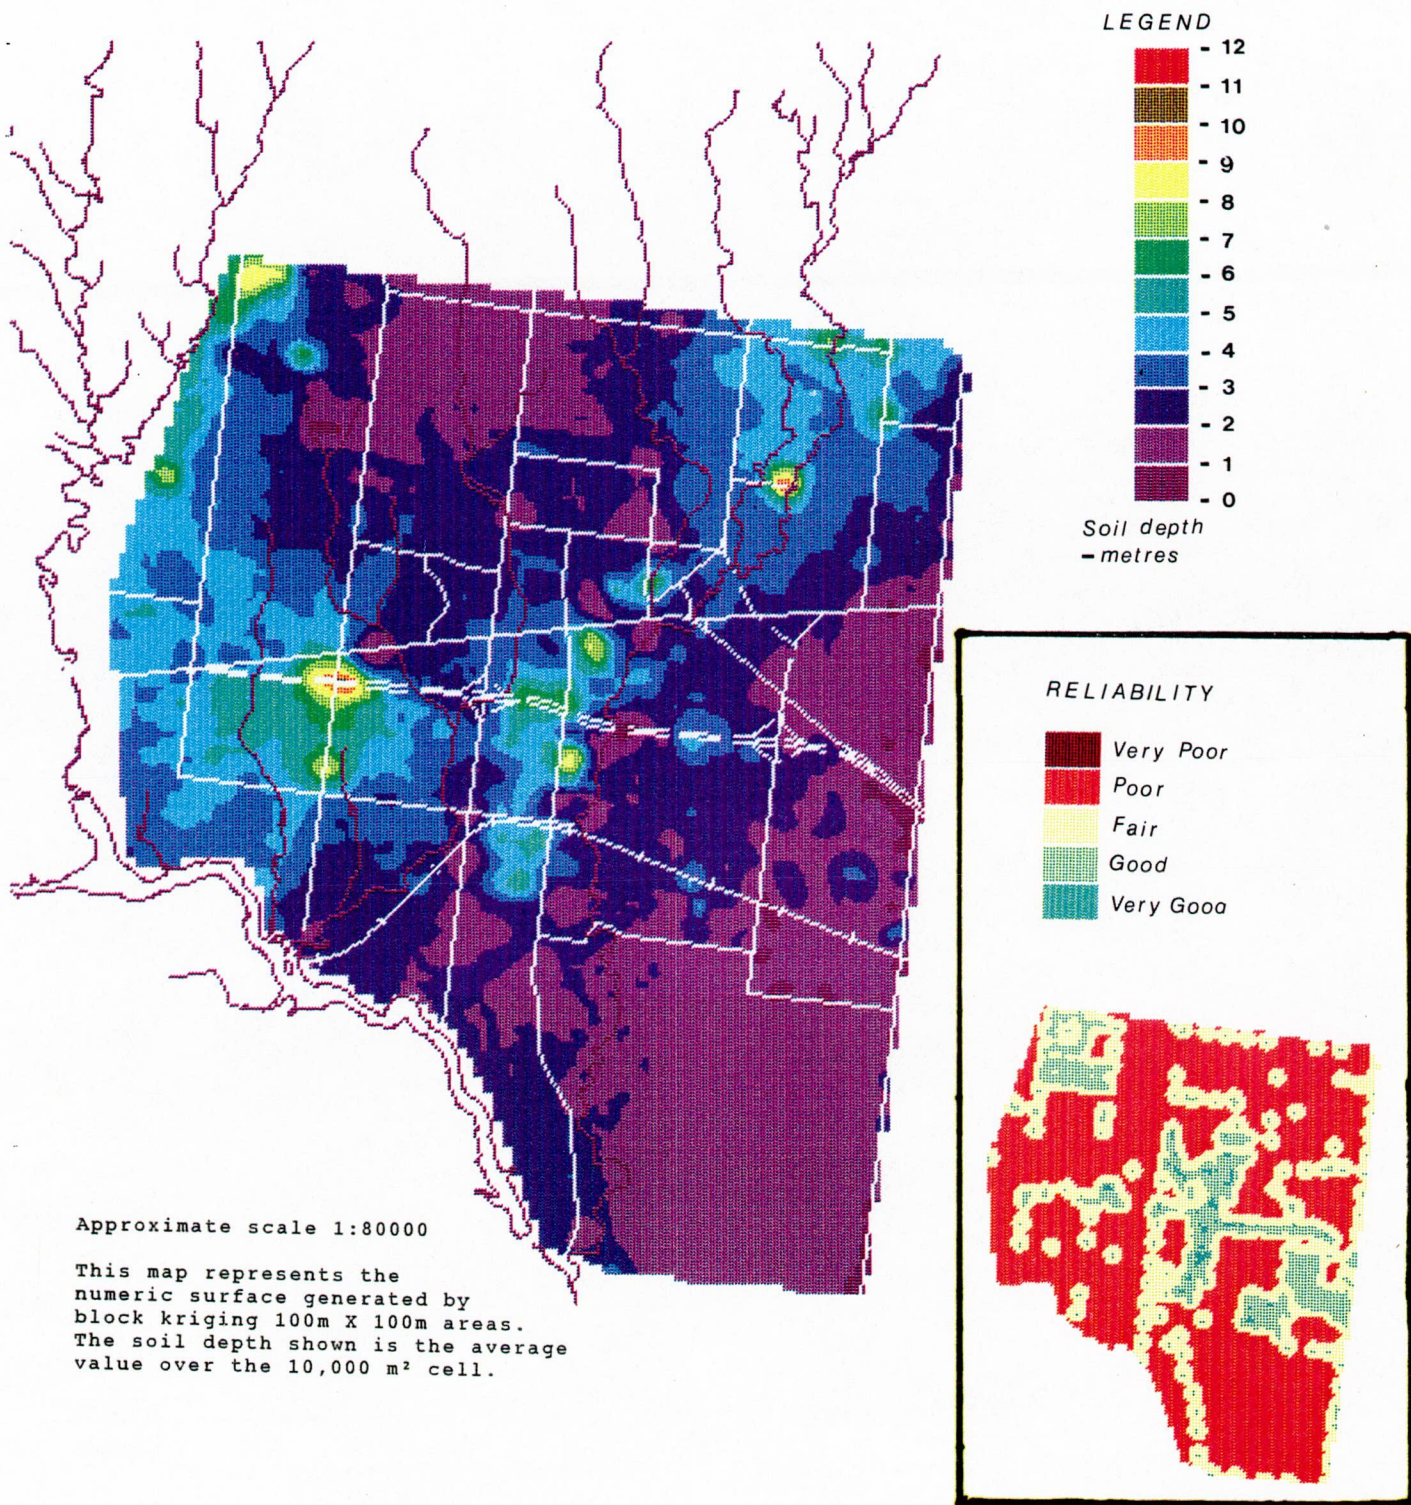 LEGEND
- 12
- 11
- 10
- 9
- 8
- 7
- 6
- 5
- 4
- 3
- 2
- 1
- 0
Soil depth
- metres
RELIABILITY
Very Poor
Poor
Fair
Good
Very Good
Approximate scale 1:80000
This map represents the
numeric surface generated by
block kriging 100m X 100m areas.
The soil depth shown is the average
value over the 10,000 m² cell.